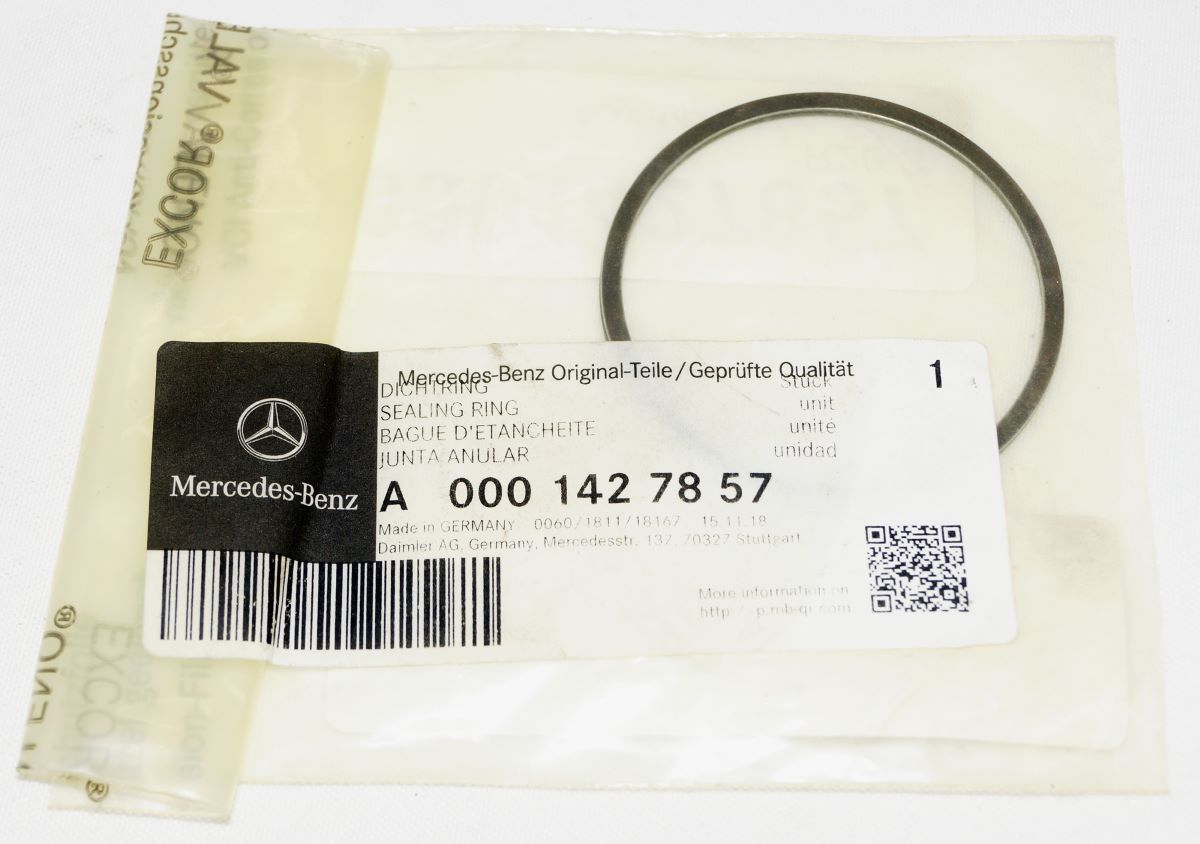 EXCOR® VALE
Mercedes-Benz Original-Teile/Geprüfte Qualität
1
DICHTRING
Stück
SEALING RING
unit
BAGUE D'ETANCHEITE
unité
JUNTA ANULAR
unidad
Mercedes-Benz
A 000 142 78 57
Made in GERMANY 0060/1811/18167 15.11.18
Daimler AG, Germany, Mercedesstr. 137, 70327 Stuttgart
More information on
EXCOR